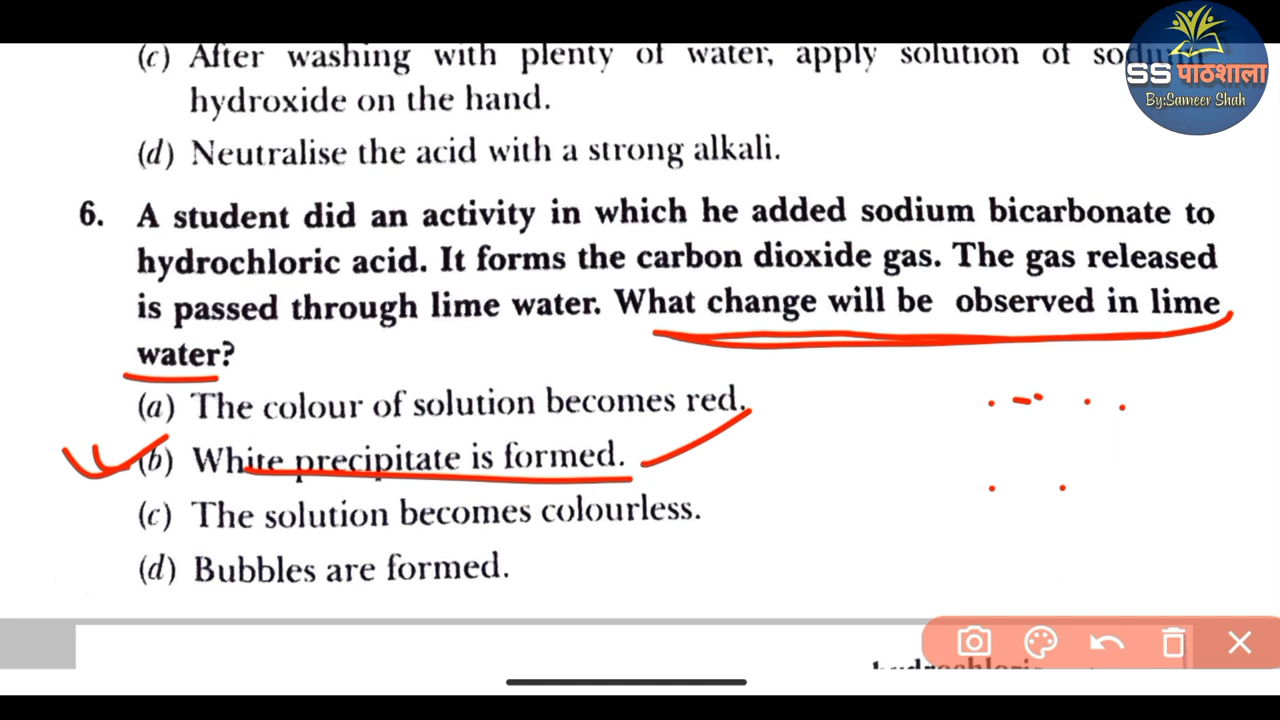 (c) After washing with plenty of water, apply solution of sodium
hydroxide on the hand.
(d) Neutralise the acid with a strong alkali.
6. A student did an activity in which he added sodium bicarbonate to
hydrochloric acid. It forms the carbon dioxide gas. The gas released
is passed through lime water. What change will be observed in lime
water?
(a) The colour of solution becomes red.
(b) White precipitate is formed.
(c) The solution becomes colourless.
(d) Bubbles are formed.
SS पाठशाला
By:Sameer Shah